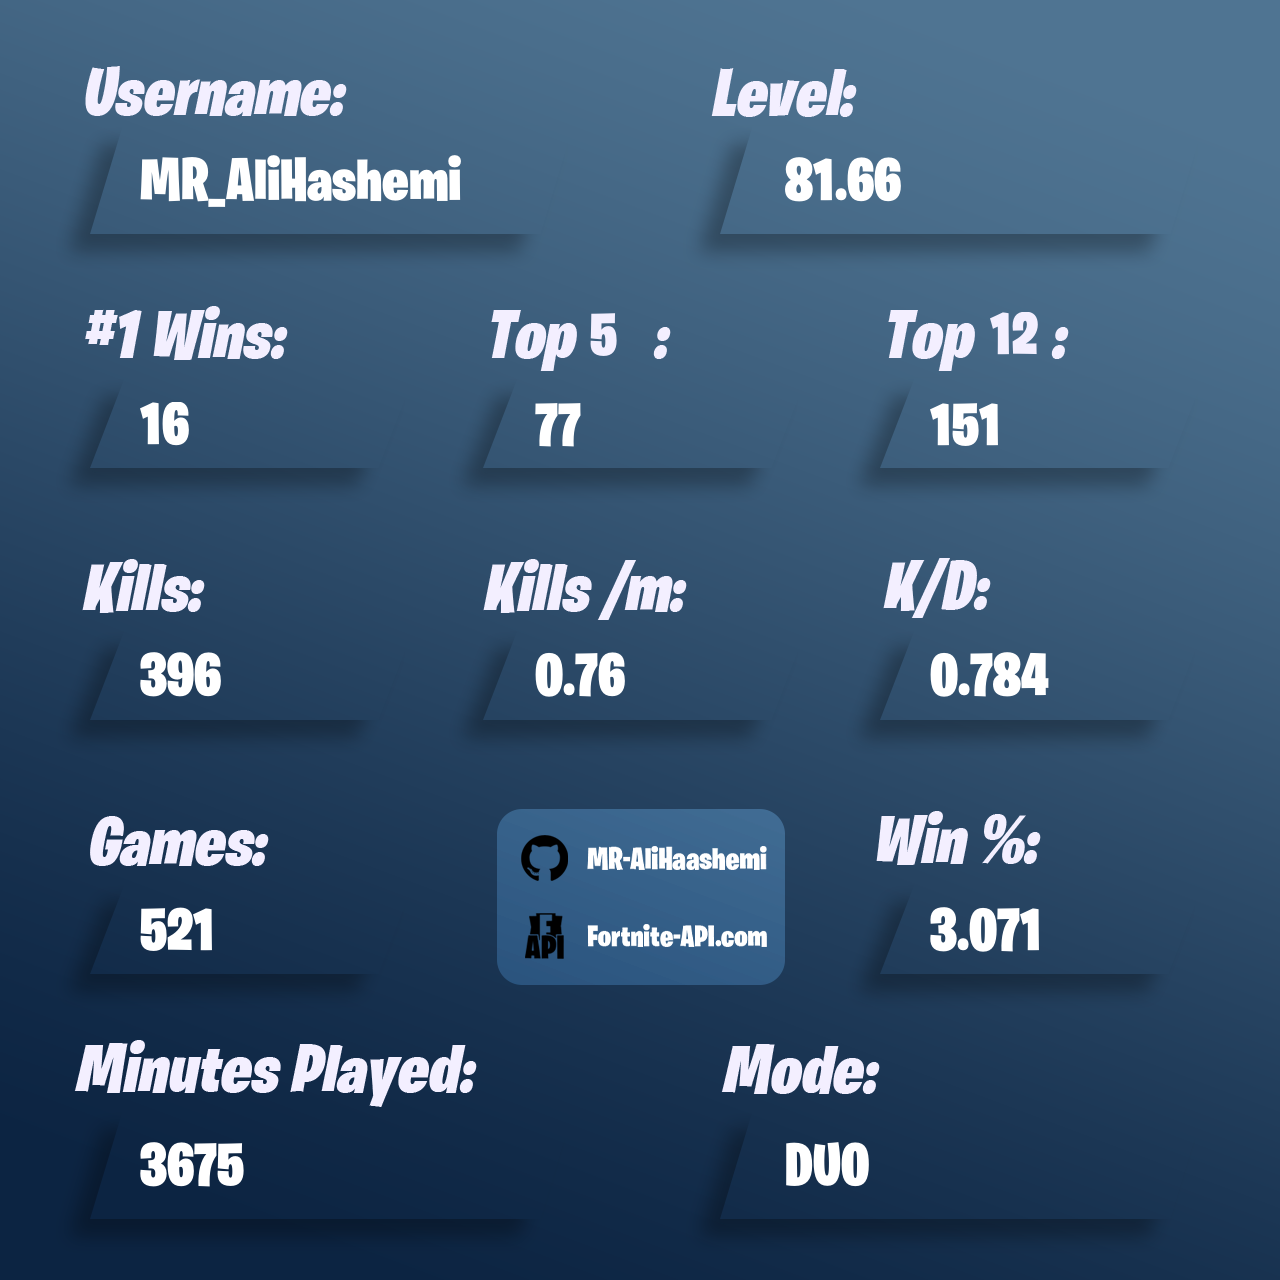 Username:
Level:
MR_AliHashemi
81.66
#1 Wins:
Top 5 :
Top 12 :
16
77
151
Kills:
Kills /m:
K/D:
396
0.76
0.784
Games:
Win %:
MR-AliHaashemi
521
3.071
F
API
Fortnite-API.com
Minutes Played:
Mode:
3675
DUO